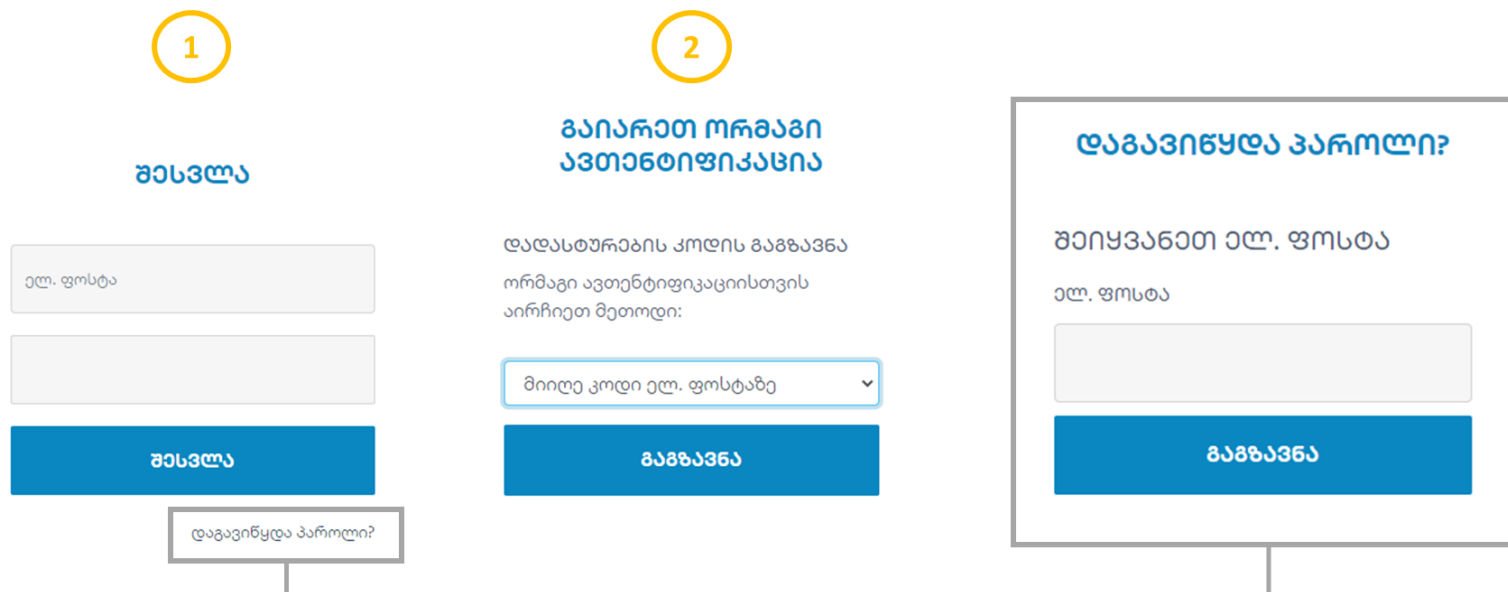 1
შესვლა
ელ. ფოსტა
შესვლა
დაგავიწყდა პაროლი?
2
გაიარეთ ორმაგი
ავთენტიფიკაცია
დადასტურების კოდის გაგზავნა
ორმაგი ავთენტიფიკაციისთვის
აირჩიეთ მეთოდი:
მიიღე კოდი ელ. ფოსტაზე
გაგზავნა
დაგავიწყდა პაროლი?
შეიყვანეთ ელ. ფოსტა
ელ. ფოსტა
გაგზავნა